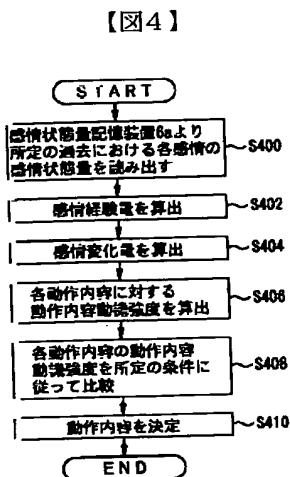 【図4】
START
感情状態量記憶装置6aより
所定の過去における各感情の
感情状態量を読み出す
S400
感情経験量を算出
S402
感情変化量を算出
S404
各動作内容に対する
動作内容動議強度を算出
S406
各動作内容の動作内容
動議強度を所定の条件に
従って比較
S408
動作内容を決定
S410
END